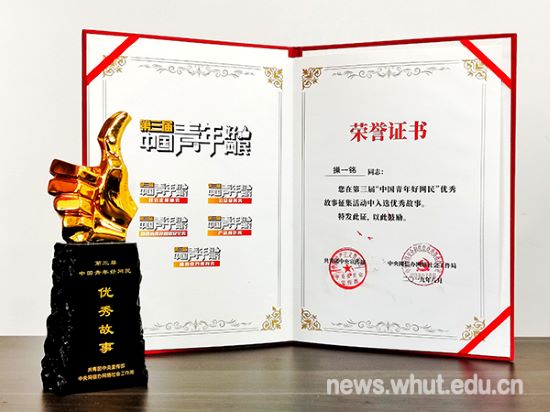 第三届
中国青年好网民
优秀故事
共青团中央宣传部
中央网信办网络社会工作局
第三届
中国青年好网民
荣誉证书
操一铭 同志:
您在第三届“中国青年好网民”优秀
故事征集活动中入选优秀故事。
特发此证,以此鼓励。
共青团中央宣传部 中央网信办网络社会工作局
news.whut.edu.cn